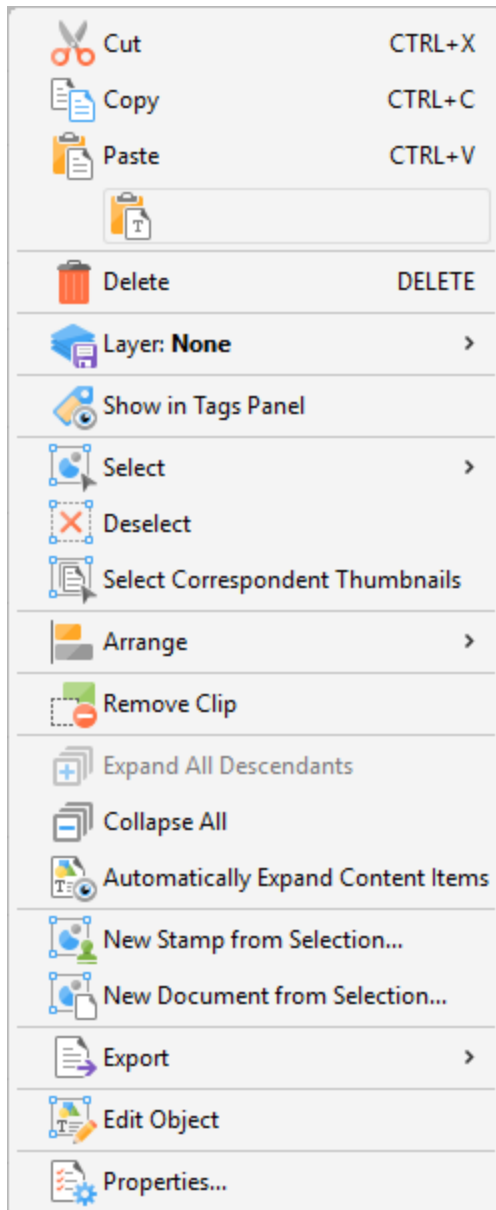 Cut CTRL+X
Copy CTRL+C
Paste CTRL+V
T
Delete DELETE
Layer: None
Show in Tags Panel
Select
Deselect
Select Correspondent Thumbnails
Arrange
Remove Clip
Expand All Descendants
Collapse All
Automatically Expand Content Items
New Stamp from Selection...
New Document from Selection...
Export
Edit Object
Properties...